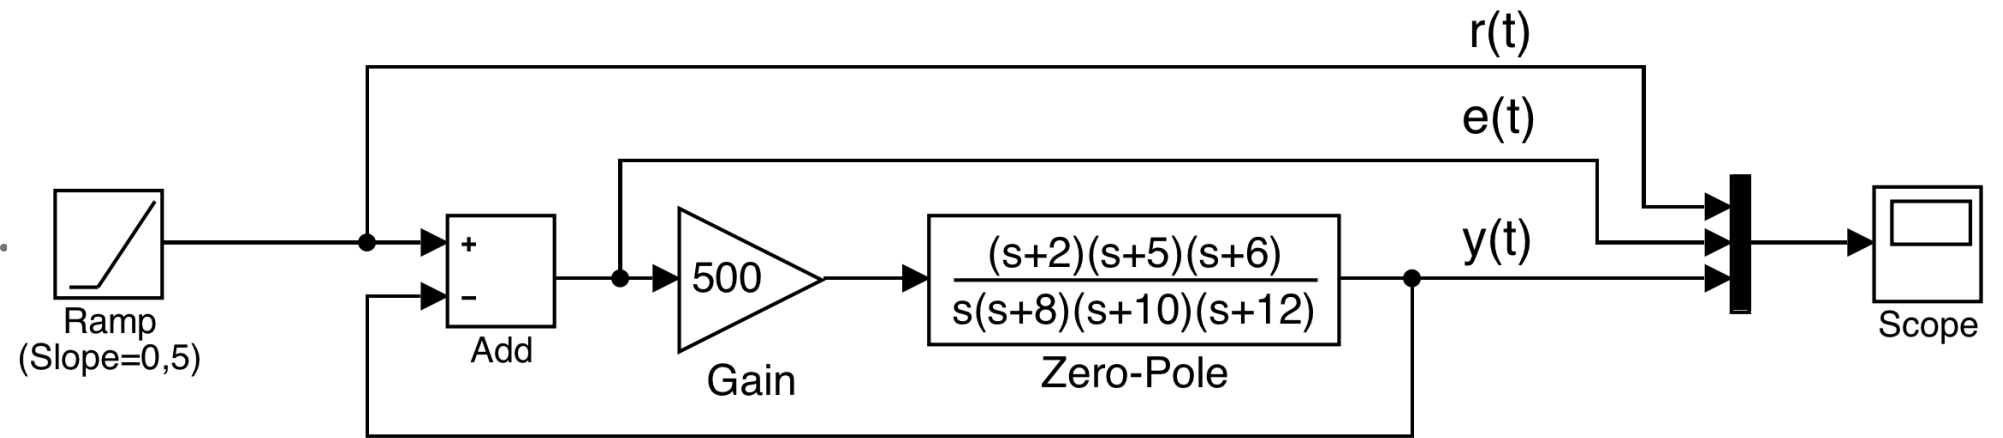 r(t)
e(t)
y(t)
Ramp
(Slope=0,5)
+
−
Add
500
Gain
(s+2)(s+5)(s+6)
s(s+8)(s+10)(s+12)
Zero-Pole
Scope